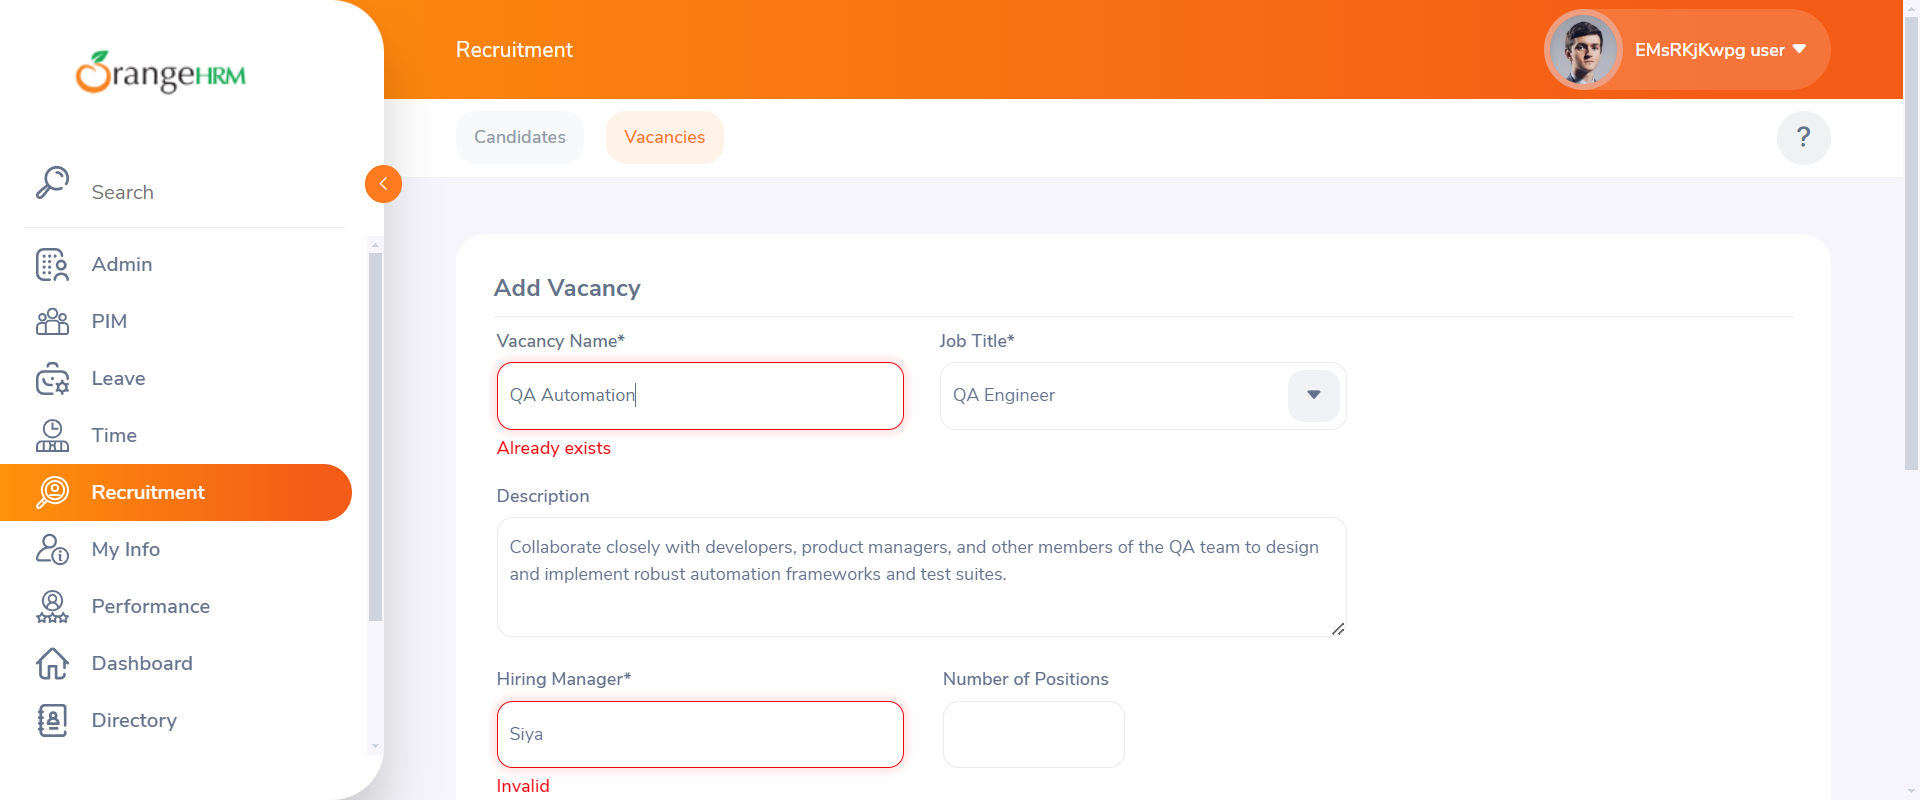 OrangeHRM
Search
Admin
PIM
Leave
Time
Recruitment
My Info
Performance
Dashboard
Directory
Recruitment
EMsRKjKwpg user
Candidates
Vacancies
?
Add Vacancy
Vacancy Name*
QA Automation
Already exists
Job Title*
QA Engineer
Description
Collaborate closely with developers, product managers, and other members of the QA team to design
and implement robust automation frameworks and test suites.
Hiring Manager*
Siya
Invalid
Number of Positions